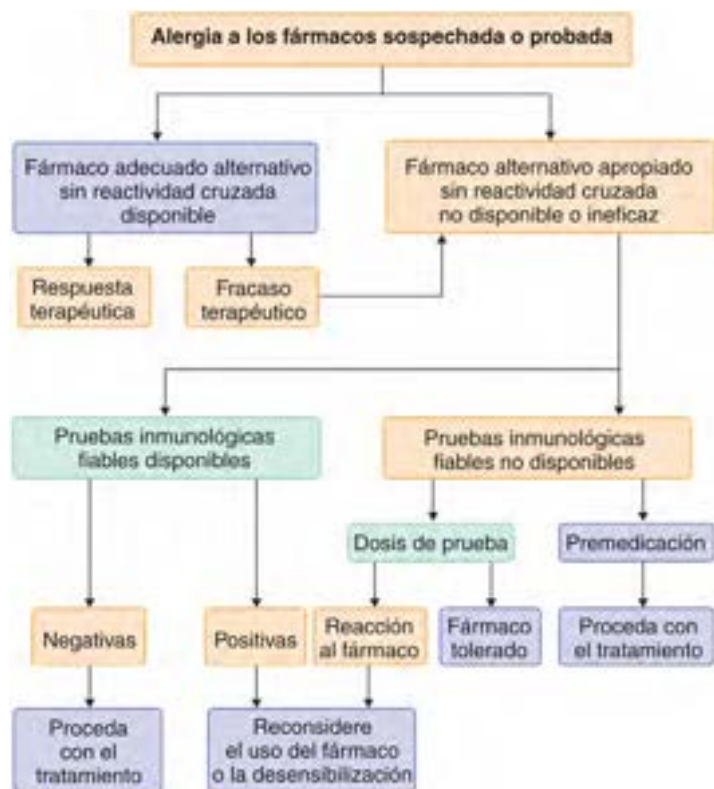 Alergia a los fármacos sospechada o probada
Fármaco adecuado alternativo
sin reactividad cruzada
disponible
Fármaco alternativo apropiado
sin reactividad cruzada
no disponible o ineficaz
Respuesta
terapéutica
Fracaso
terapéutico
Pruebas inmunológicas
fiables disponibles
Pruebas inmunológicas
fiables no disponibles
Dosis de prueba
Premedicación
Negativas
Positivas
Reacción
al fármaco
Fármaco
tolerado
Proceda con
el tratamiento
Proceda
con el
tratamiento
Reconsidere
el uso del fármaco
o la desensibilización